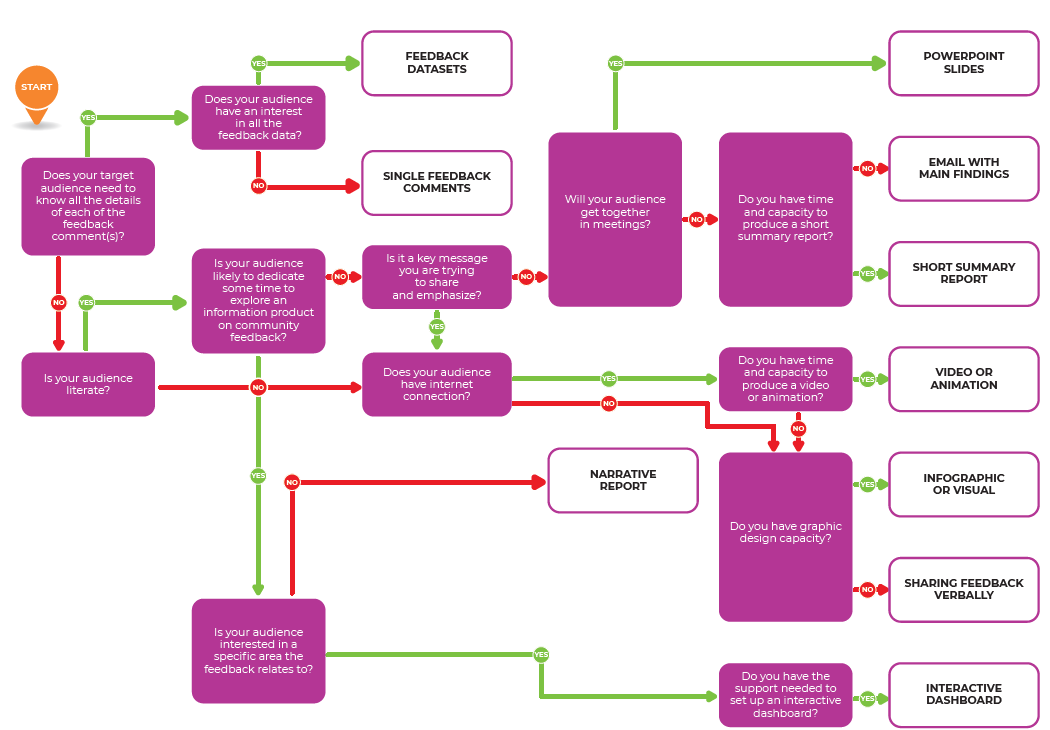 START
YES
Does your target
audience need to
know all the details
of each of the
feedback
comment(s)?
NO
YES
Is your audience
literate?
Does your audience
have an interest
in all the
feedback data?
YES
FEEDBACK
DATASETS
NO
SINGLE FEEDBACK
COMMENTS
Is your audience
likely to dedicate
some time to
explore an
information product
on community
feedback?
NO
Is it a key message
you are trying
to share
and emphasize?
NO
YES
NO
Does your audience
have internet
connection?
YES
NO
YES
Will your audience
get together
in meetings?
YES
POWERPOINT
SLIDES
NO
Do you have time
and capacity to
produce a short
summary report?
NO
EMAIL WITH
MAIN FINDINGS
YES
SHORT SUMMARY
REPORT
Do you have time
and capacity to
produce a video
or animation?
YES
VIDEO OR
ANIMATION
NO
Do you have graphic
design capacity?
YES
INFOGRAPHIC
OR VISUAL
NO
SHARING FEEDBACK
VERBALLY
NO
NARRATIVE
REPORT
Is your audience
interested in a
specific area the
feedback relates to?
YES
Do you have the
support needed to
set up an interactive
dashboard?
YES
INTERACTIVE
DASHBOARD